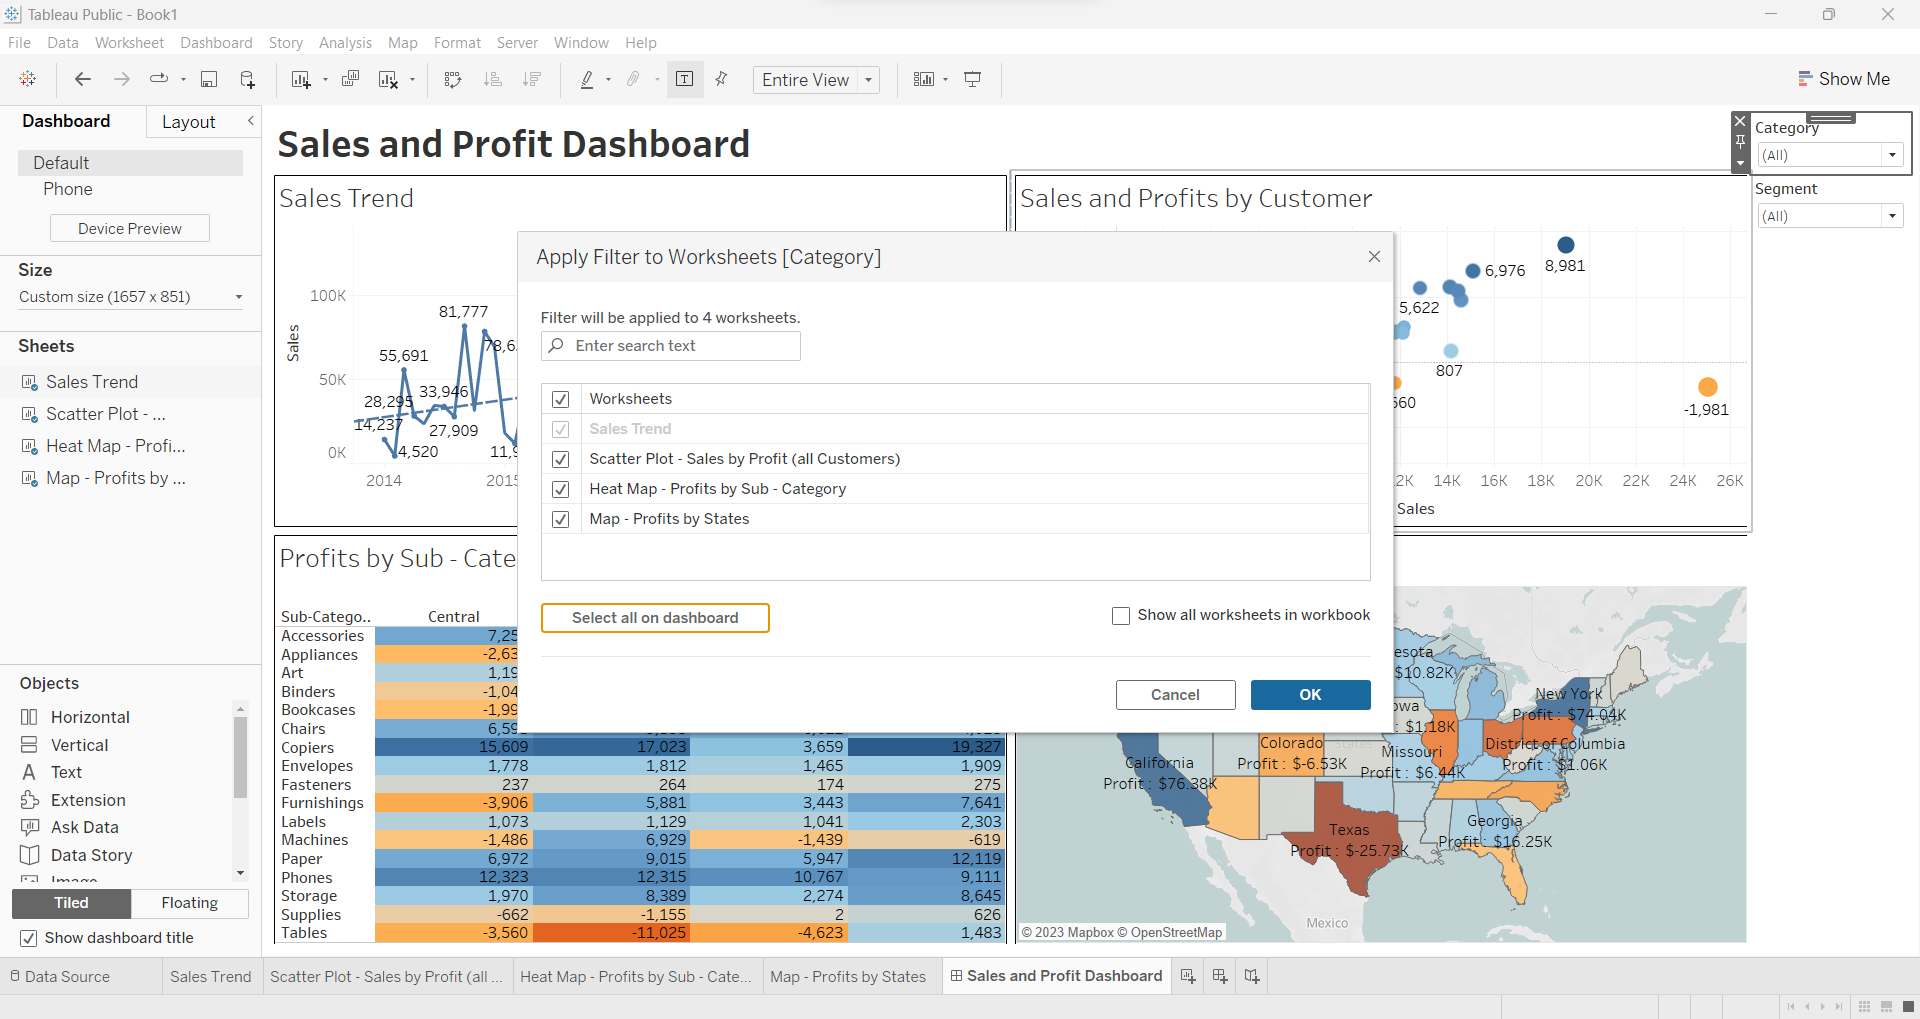 Tableau Public - Book1
File Data Worksheet Dashboard Story Analysis Map Format Server Window Help
Entire View
Show Me
Dashboard Layout
Default
Phone
Device Preview
Size
Custom size (1657 x 851)
Sheets
Sales Trend
Scatter Plot - ...
Heat Map - Profi...
Map - Profits by ...
Objects
Horizontal
Vertical
Text
Extension
Ask Data
Data Story
Image
Tiled Floating
Show dashboard title
Sales and Profit Dashboard
Sales Trend
100K
50K
0K
Sales
81,777
55,691
33,946
28,295
14,237
27,909
4,520
2014
2015
Sales and Profits by Customer
6,976
8,981
5,622
807
-1,981
14K 16K 18K 20K 22K 24K 26K
Sales
Category
(All)
Segment
(All)
Apply Filter to Worksheets [Category]
Filter will be applied to 4 worksheets.
Enter search text
Worksheets
Sales Trend
Scatter Plot - Sales by Profit (all Customers)
Heat Map - Profits by Sub - Category
Map - Profits by States
Select all on dashboard
Show all worksheets in workbook
Cancel OK
Profits by Sub - Cate
Sub-Catego.. Central
Accessories 7,25
Appliances -2,63
Art 1,19
Binders -1,04
Bookcases -1,99
Chairs 6,59
Copiers 15,609 17,023 3,659 19,327
Envelopes 1,778 1,812 1,465 1,909
Fasteners 237 264 174 275
Furnishings -3,906 5,881 3,443 7,641
Labels 1,073 1,129 1,041 2,303
Machines -1,486 6,929 -1,439 -619
Paper 6,972 9,015 5,947 12,119
Phones 12,323 12,315 10,767 9,111
Storage 1,970 8,389 2,274 8,645
Supplies -662 -1,155 2 626
Tables -3,560 -11,025 -4,623 1,483
esota
$10.82K
New York
Profit : $74.04K
owa
: $1.18K
Colorado
Profit : $-6.53K
States
Missouri
Profit : $6.44K
District of Columbia
Profit : $1.06K
California
Profit : $76.38K
Texas
Profit : $-25.73K
Georgia
Profit : $16.25K
Mexico
© 2023 Mapbox © OpenStreetMap
Data Source Sales Trend Scatter Plot - Sales by Profit (all ... Heat Map - Profits by Sub - Cate... Map - Profits by States Sales and Profit Dashboard